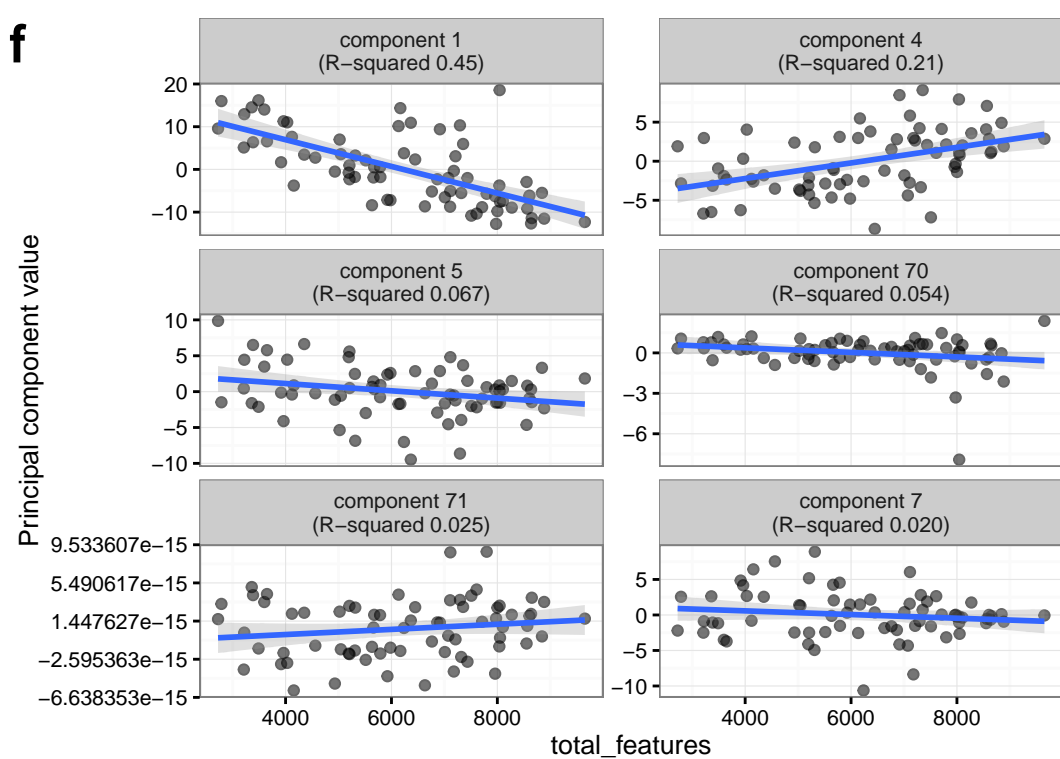 f
component 1
(R−squared 0.45)
component 4
(R−squared 0.21)
20
10
0
−10
5
0
−5
component 5
(R−squared 0.067)
component 70
(R−squared 0.054)
10
5
0
−5
−10
0
−3
−6
component 71
(R−squared 0.025)
component 7
(R−squared 0.020)
9.533607e−15
5.490617e−15
1.447627e−15
−2.595363e−15
−6.638353e−15
5
0
−5
−10
4000 6000 8000
4000 6000 8000
total_features
Principal component value